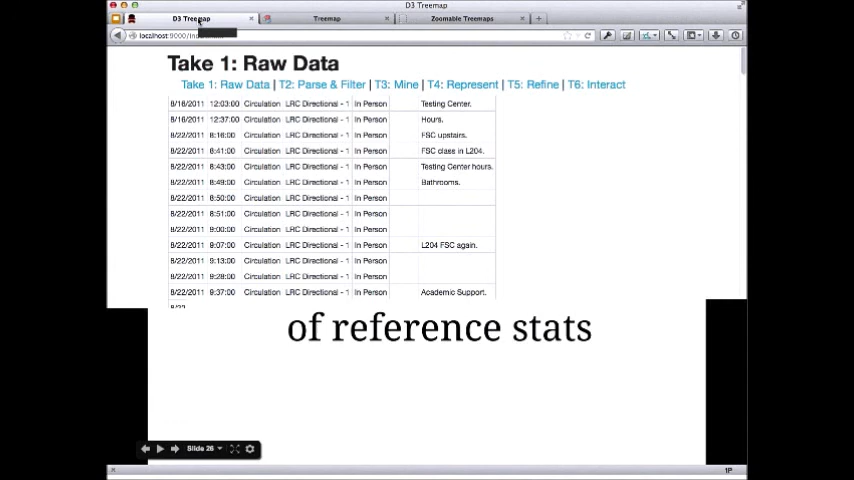 D3 Treemap
D3 Treemap Treemap Zoomable Treemaps
Take 1: Raw Data
Take 1: Raw Data | T2: Parse & Filter | T3: Mine | T4: Represent | T5: Refine | T6: Interact
8/16/2011 12:03:00 Circulation LRC Directional - 1 In Person Testing Center.
8/16/2011 12:37:00 Circulation LRC Directional - 1 In Person Hours.
8/22/2011 8:16:00 Circulation LRC Directional - 1 In Person FSC upstairs.
8/22/2011 8:41:00 Circulation LRC Directional - 1 In Person FSC class in L204.
8/22/2011 8:43:00 Circulation LRC Directional - 1 In Person Testing Center hours.
8/22/2011 8:49:00 Circulation LRC Directional - 1 In Person Bathrooms.
8/22/2011 8:50:00 Circulation LRC Directional - 1 In Person
8/22/2011 8:51:00 Circulation LRC Directional - 1 In Person
8/22/2011 9:00:00 Circulation LRC Directional - 1 In Person
8/22/2011 9:07:00 Circulation LRC Directional - 1 In Person L204 FSC again.
8/22/2011 9:13:00 Circulation LRC Directional - 1 In Person
8/22/2011 9:28:00 Circulation LRC Directional - 1 In Person
8/22/2011 9:37:00 Circulation LRC Directional - 1 In Person Academic Support.
of reference stats
Slide 26
1P